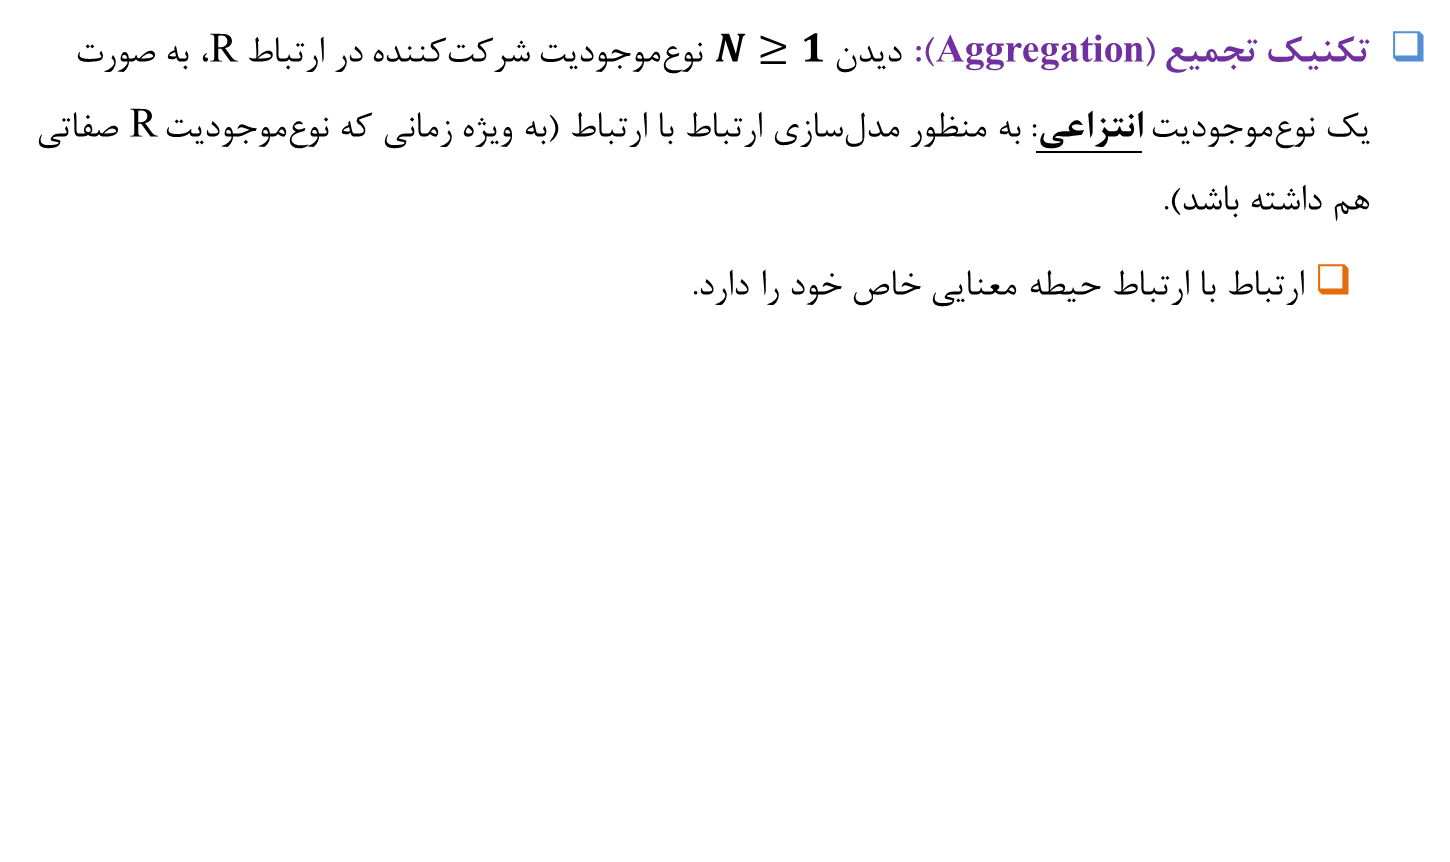 تکنیک تجمیع (Aggregation): دیدن N ≥ 1 نوع‌موجودیت شرکت‌کننده در ارتباط R، به صورت
یک نوع‌موجودیت انتزاعی: به منظور مدل‌سازی ارتباط با ارتباط (به ویژه زمانی که نوع‌موجودیت R صفاتی
هم داشته باشد).
ارتباط با ارتباط حیطه معنایی خاص خود را دارد.